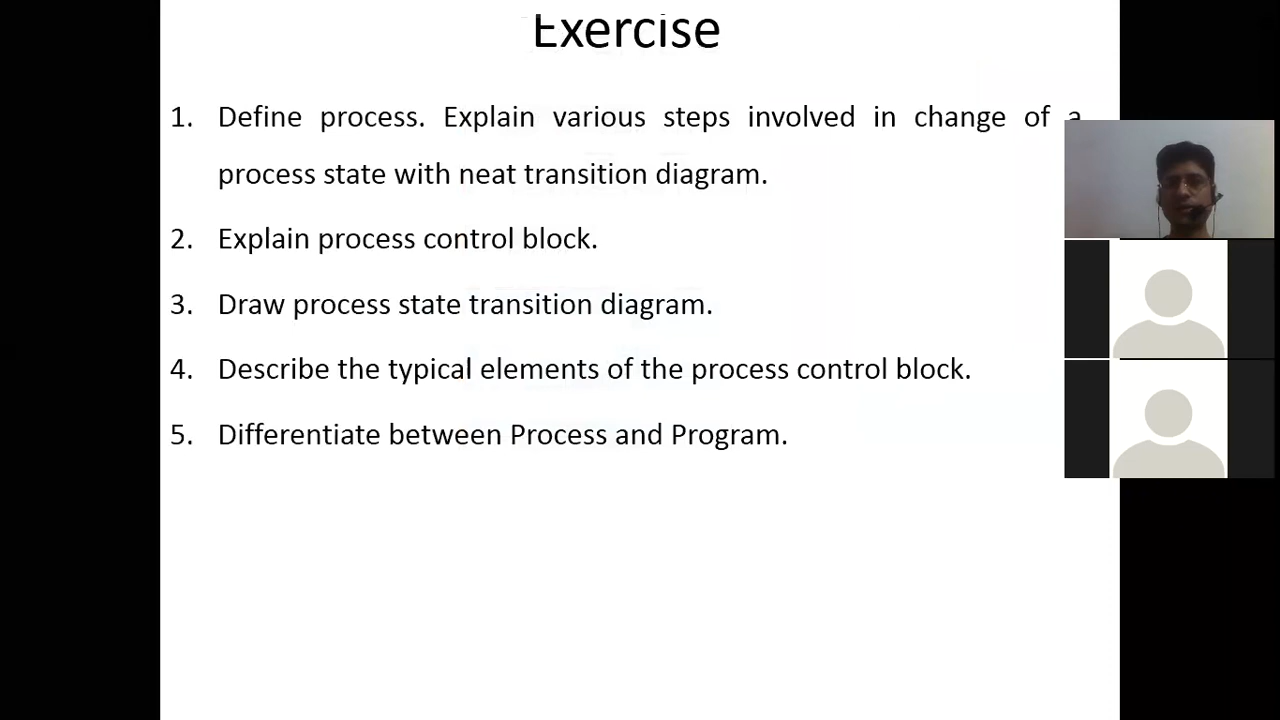 Exercise
1. Define process. Explain various steps involved in change of a
process state with neat transition diagram.
2. Explain process control block.
3. Draw process state transition diagram.
4. Describe the typical elements of the process control block.
5. Differentiate between Process and Program.